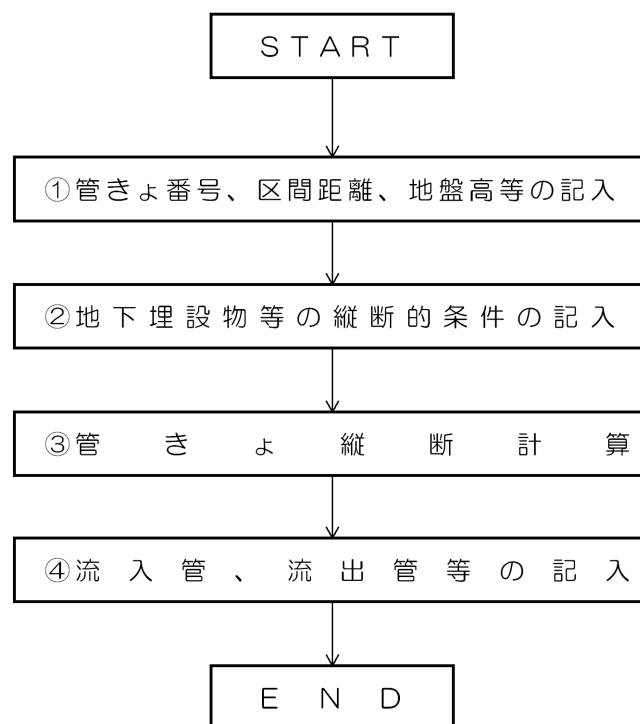 START
①管きょ番号、区間距離、地盤高等の記入
②地下埋設物等の縦断的条件の記入
③管きょ縦断計算
④流入管、流出管等の記入
END